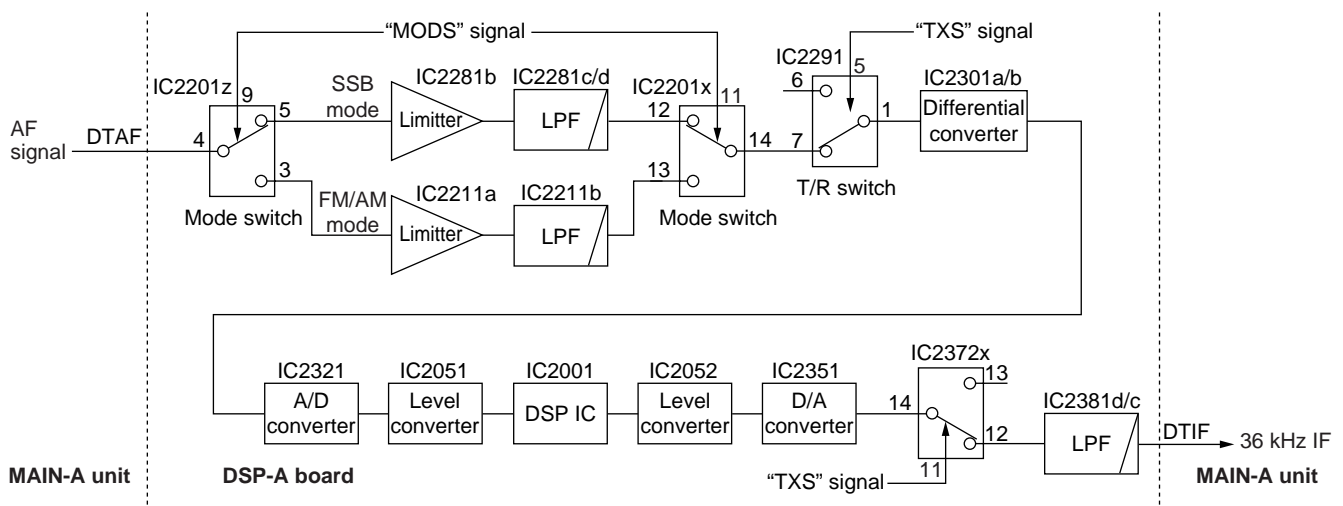 “MODS” signal
“TXS” signal
IC2201z
9
5
SSB
mode
IC2281b
Limitter
IC2281c/d
LPF
IC2201x
11
12
14
13
IC2291
5
6
7
1
T/R switch
IC2301a/b
Differential
converter
AF
signal
DTAF
4
3
Mode switch
FM/AM
mode
IC2211a
Limitter
IC2211b
LPF
Mode switch
IC2321
A/D
converter
IC2051
Level
converter
IC2001
DSP IC
IC2052
Level
converter
IC2351
D/A
converter
IC2372x
13
14
12
11
“TXS” signal
IC2381d/c
LPF
DTIF
36 kHz IF
MAIN-A unit
DSP-A board
MAIN-A unit